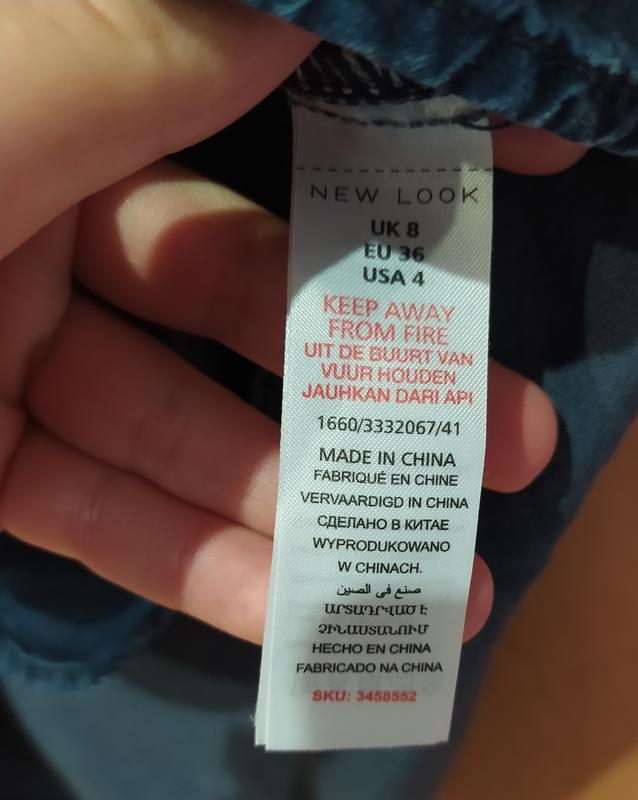 NEW LOOK
UK 8
EU 36
USA 4
KEEP AWAY
FROM FIRE
UIT DE BUURT VAN
VUUR HOUDEN
JAUHKAN DARI API
1660/3332067/41
MADE IN CHINA
FABRIQUÉ EN CHINE
VERVAARDIGD IN CHINA
СДЕЛАНО В КИТАЕ
WYPRODUKOWANO
W CHINACH.
صنع في الصين
ԱՐՏԱԴՐՎԱԾ Է
ՉԻՆԱՍՏԱՆՈՒՄ
HECHO EN CHINA
FABRICADO NA CHINA
SKU: 3458552